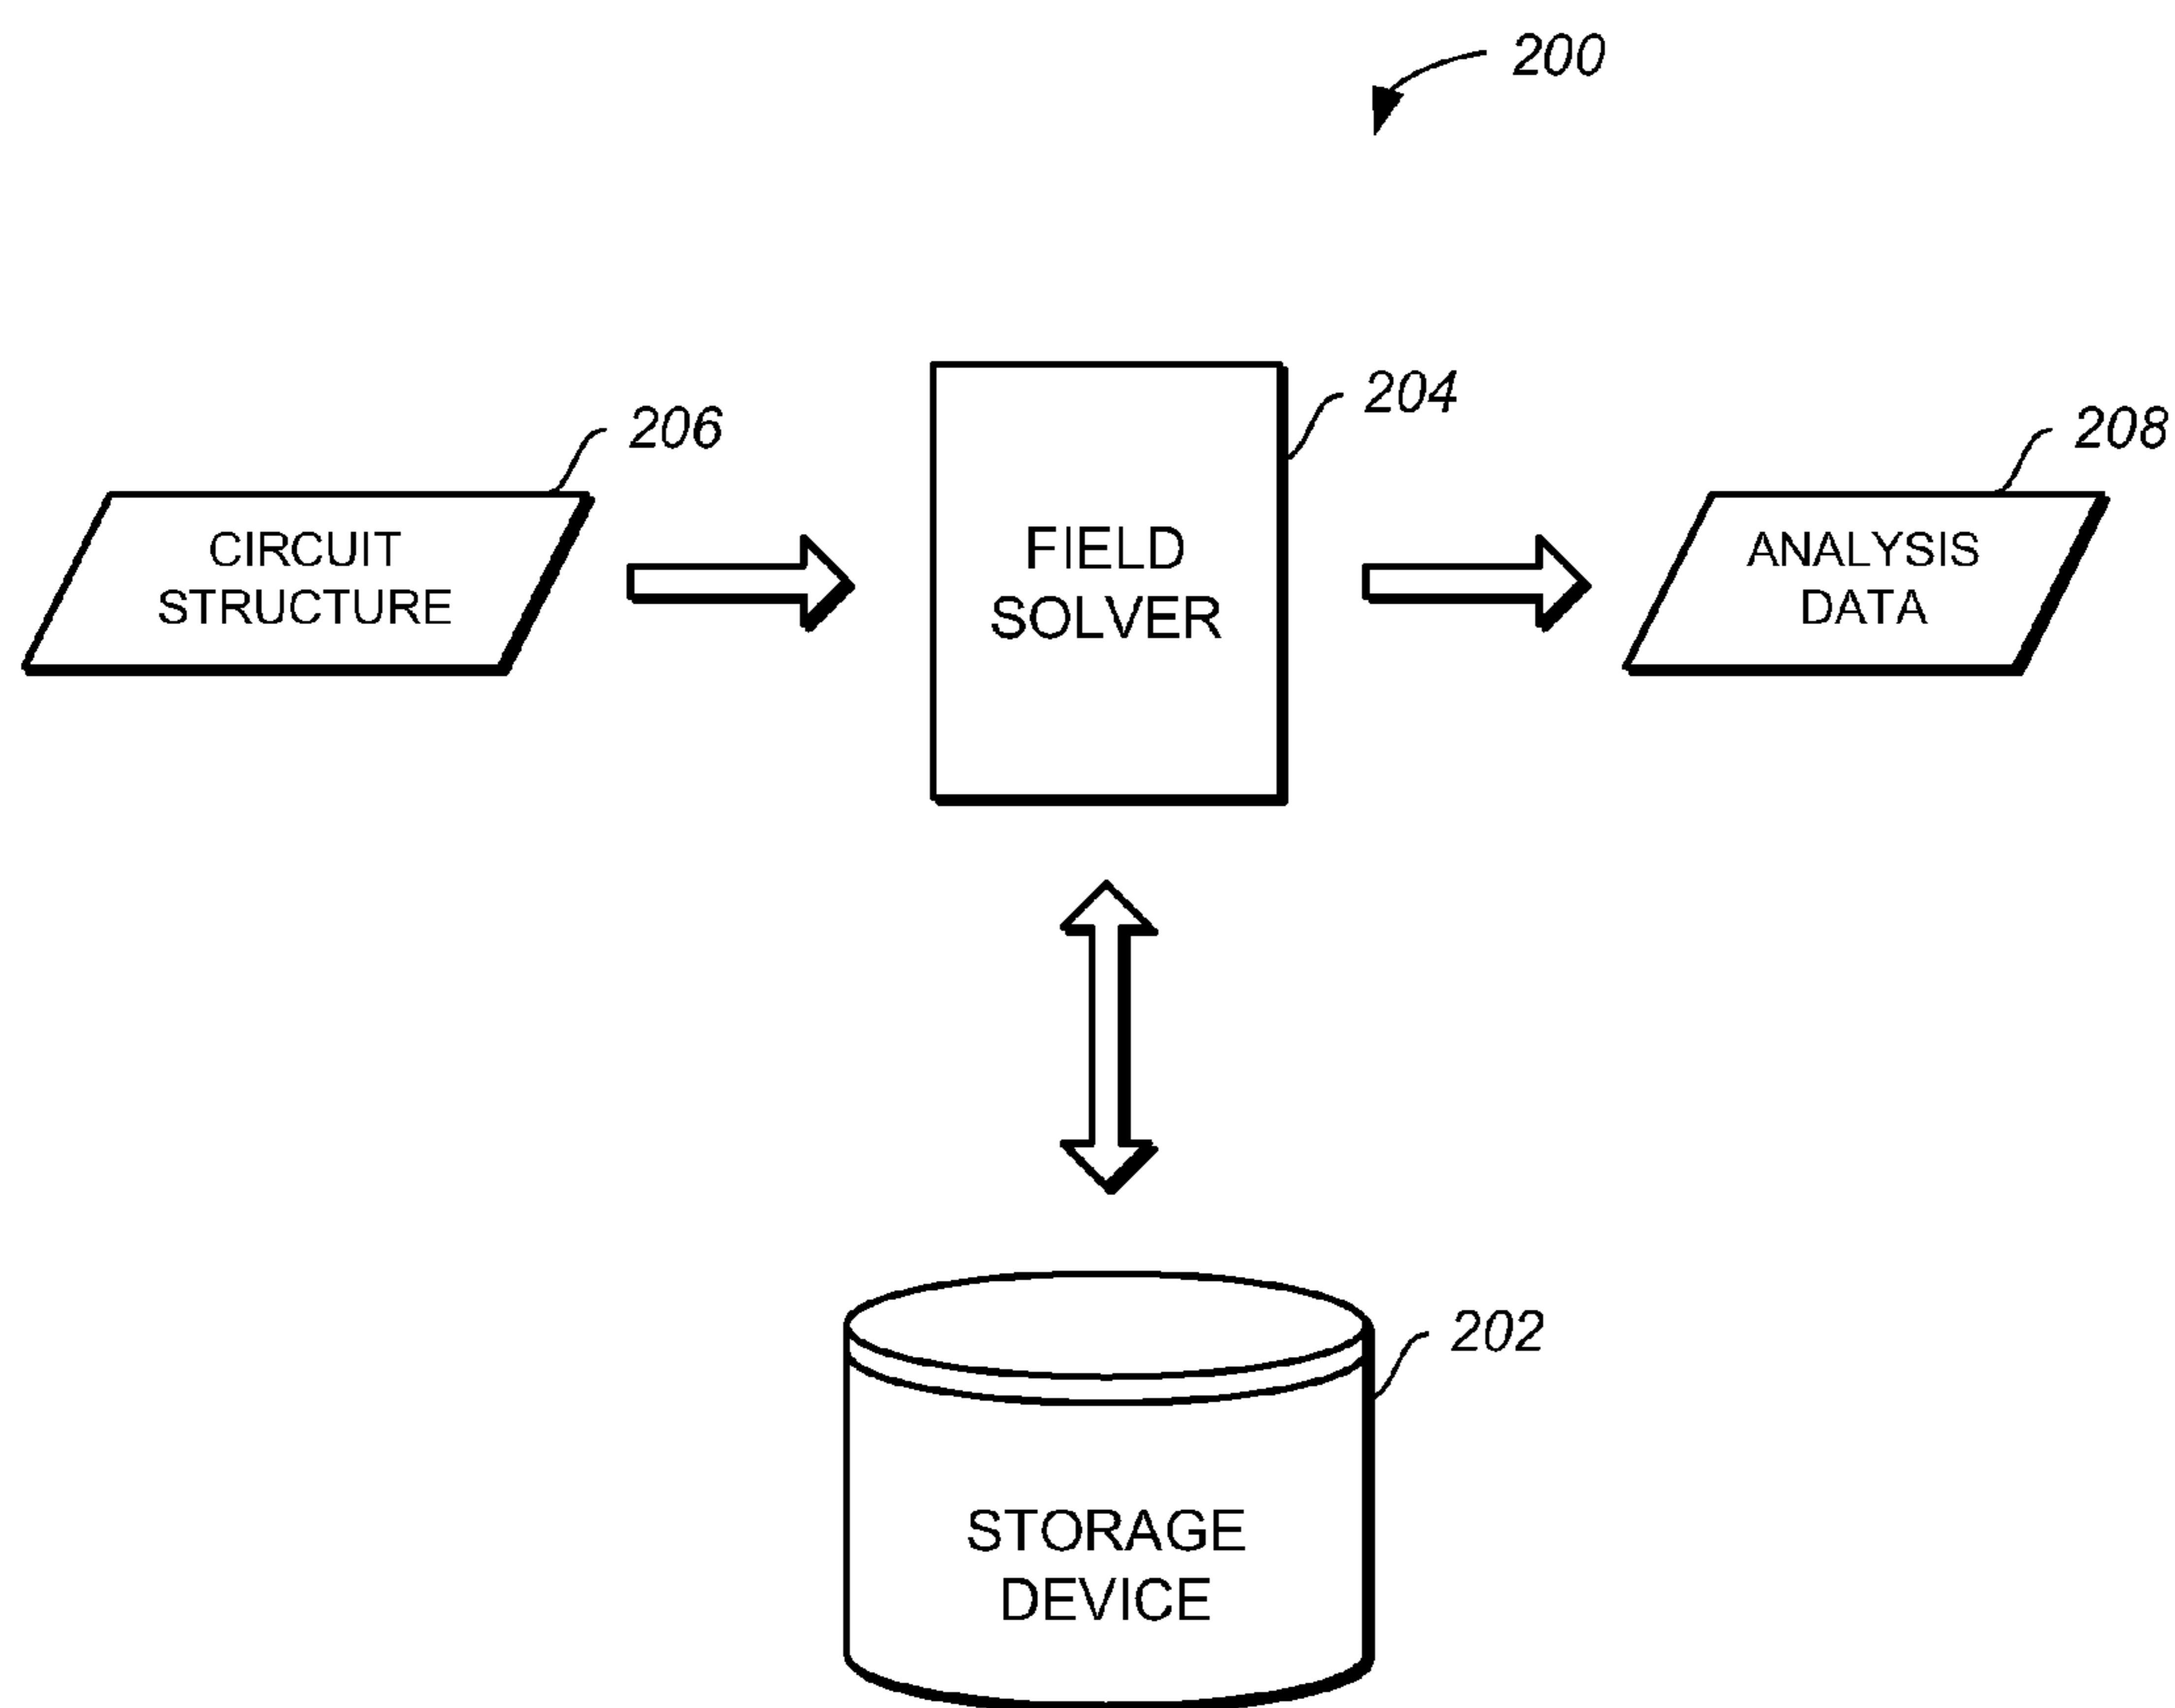 200
204
206
208
CIRCUIT
STRUCTURE
FIELD
SOLVER
ANALYSIS
DATA
202
STORAGE
DEVICE